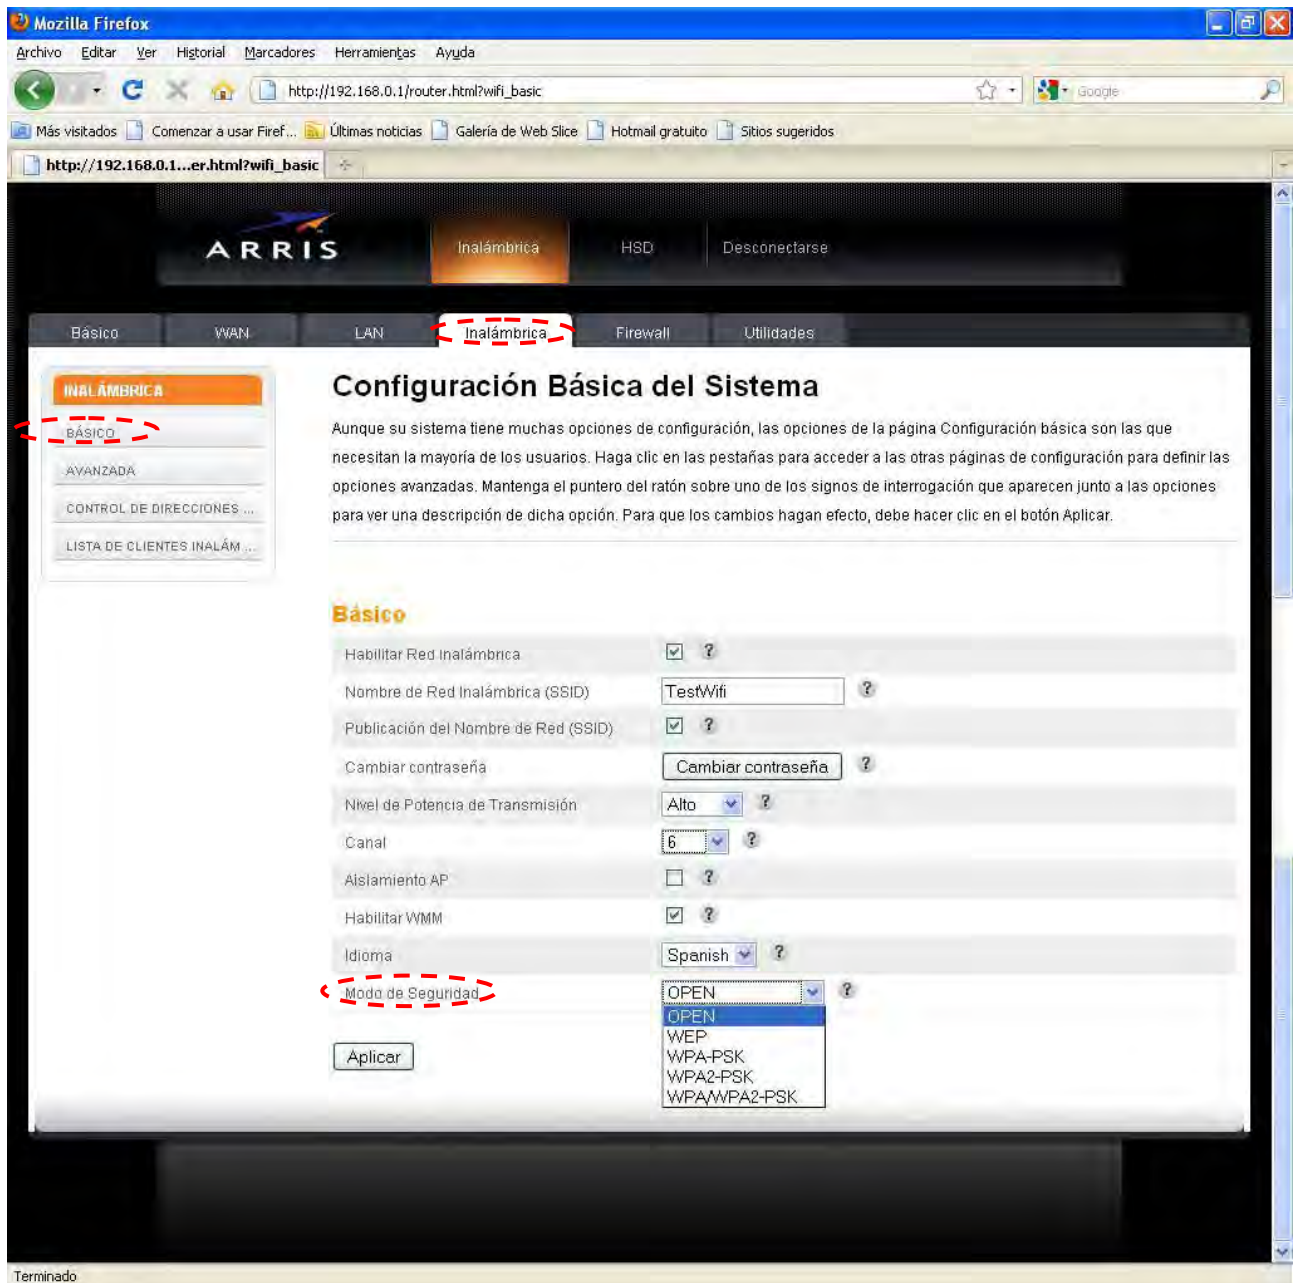 Mozilla Firefox
Archivo Editar Ver Historial Marcadores Herramientas Ayuda
http://192.168.0.1/router.html?wifi_basic
Google
Más visitados Comenzar a usar Firef... Últimas noticias Galería de Web Slice Hotmail gratuito Sitios sugeridos
http://192.168.0.1...er.html?wifi_basic
ARRIS Inalámbrica HSD Desconectarse
Básico WAN LAN Inalámbrica Firewall Utilidades
INALÁMBRICA
BÁSICO
AVANZADA
CONTROL DE DIRECCIONES ...
LISTA DE CLIENTES INALÁM ...
Configuración Básica del Sistema
Aunque su sistema tiene muchas opciones de configuración, las opciones de la página Configuración básica son las que
necesitan la mayoría de los usuarios. Haga clic en las pestañas para acceder a las otras páginas de configuración para definir las
opciones avanzadas. Mantenga el puntero del ratón sobre uno de los signos de interrogación que aparecen junto a las opciones
para ver una descripción de dicha opción. Para que los cambios hagan efecto, debe hacer clic en el botón Aplicar.
Básico
Habilitar Red Inalámbrica ?
Nombre de Red Inalámbrica (SSID) TestWifi ?
Publicación del Nombre de Red (SSID) ?
Cambiar contraseña Cambiar contraseña ?
Nivel de Potencia de Transmisión Alto ?
Canal 6 ?
Aislamiento AP ?
Habilitar WMM ?
Idioma Spanish ?
Modo de Seguridad OPEN ?
OPEN
WEP
WPA-PSK
WPA2-PSK
WPA/WPA2-PSK
Aplicar
Terminado